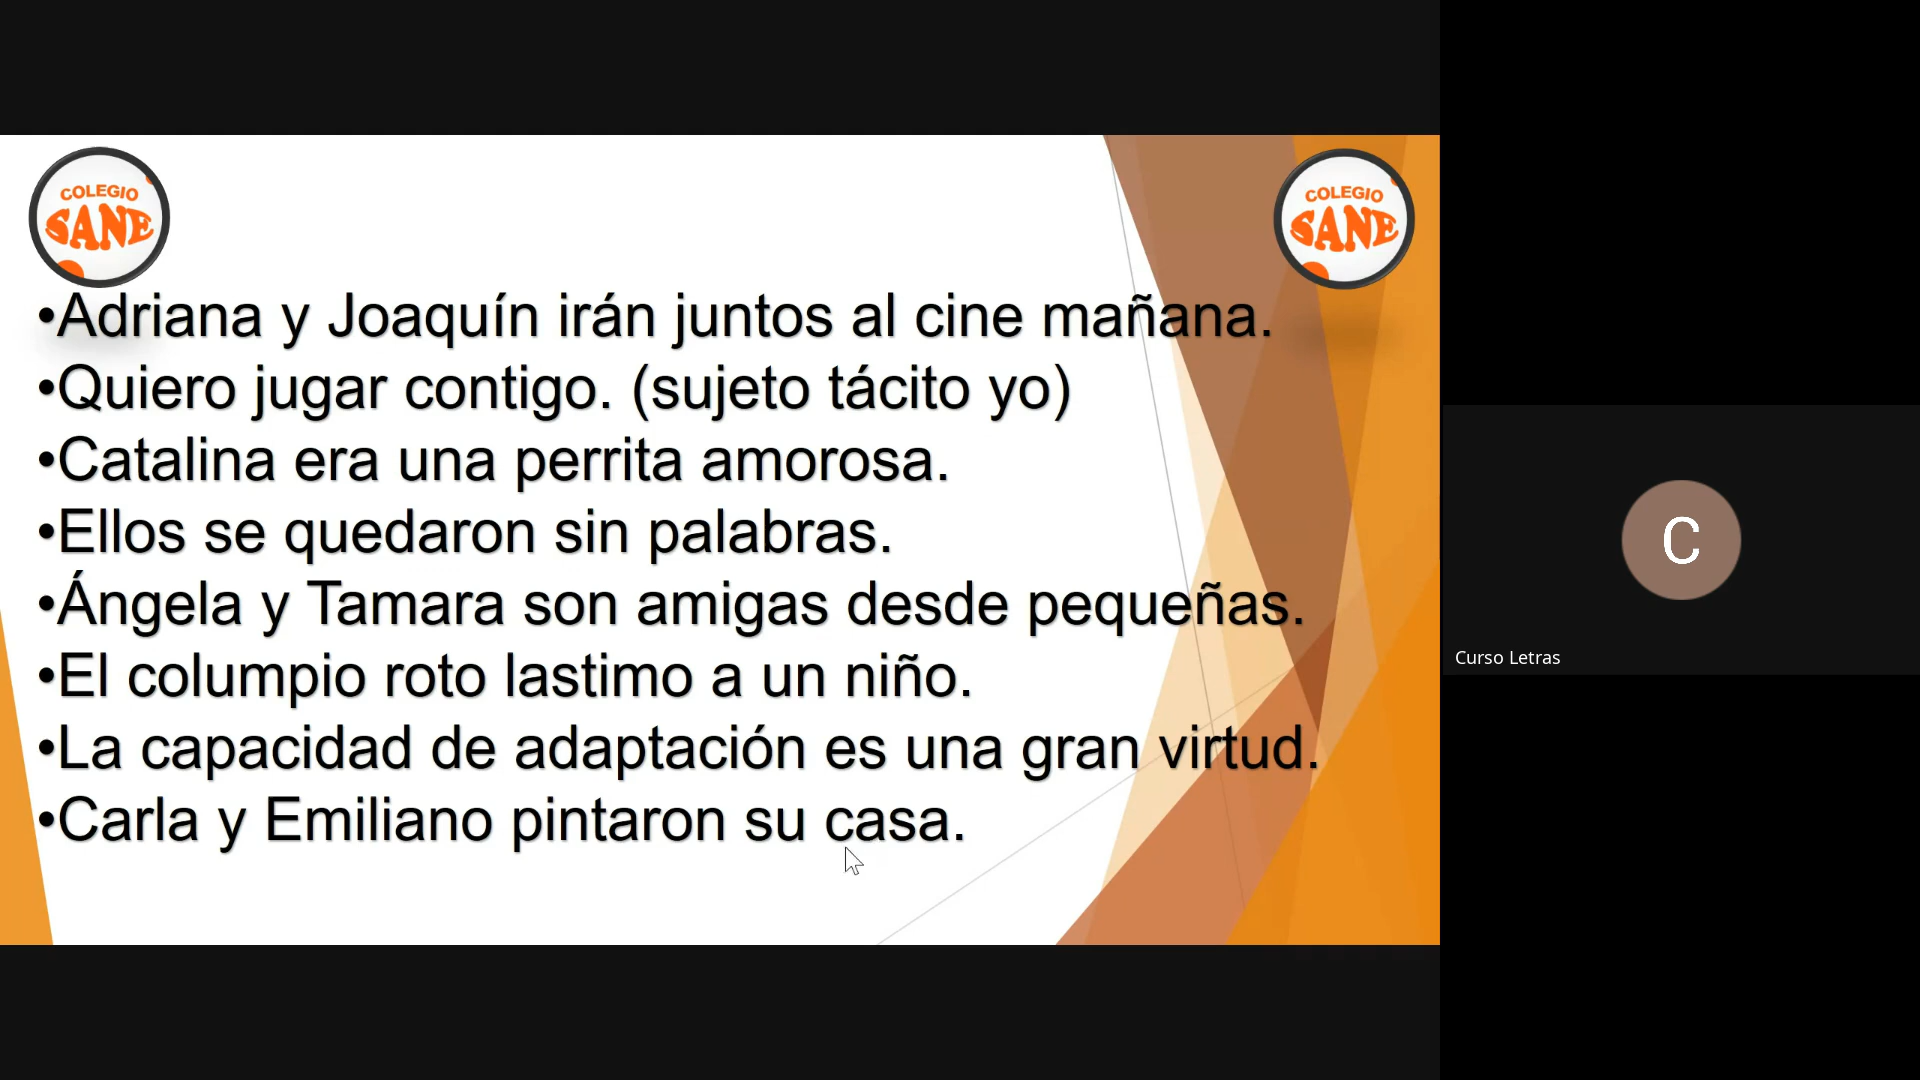 COLEGIO
SANE
COLEGIO
SANE
•Adriana y Joaquín irán juntos al cine mañana.
•Quiero jugar contigo. (sujeto tácito yo)
•Catalina era una perrita amorosa.
•Ellos se quedaron sin palabras.
•Ángela y Tamara son amigas desde pequeñas.
•El columpio roto lastimo a un niño.
•La capacidad de adaptación es una gran virtud.
•Carla y Emiliano pintaron su casa.
C
Curso Letras